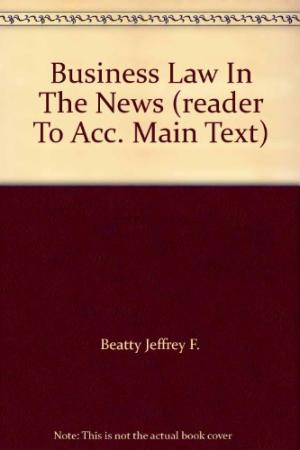 Business Law In
The News (reader
To Acc. Main Text)
Beatty Jeffrey F.
Note: This is not the actual book cover